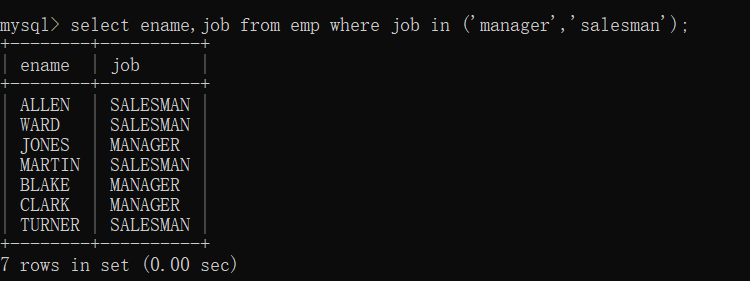 mysql> select ename,job from emp where job in ('manager','salesman');
+--------+----------+
| ename  | job      |
+--------+----------+
| ALLEN  | SALESMAN |
| WARD   | SALESMAN |
| JONES  | MANAGER  |
| MARTIN | SALESMAN |
| BLAKE  | MANAGER  |
| CLARK  | MANAGER  |
| TURNER | SALESMAN |
+--------+----------+
7 rows in set (0.00 sec)